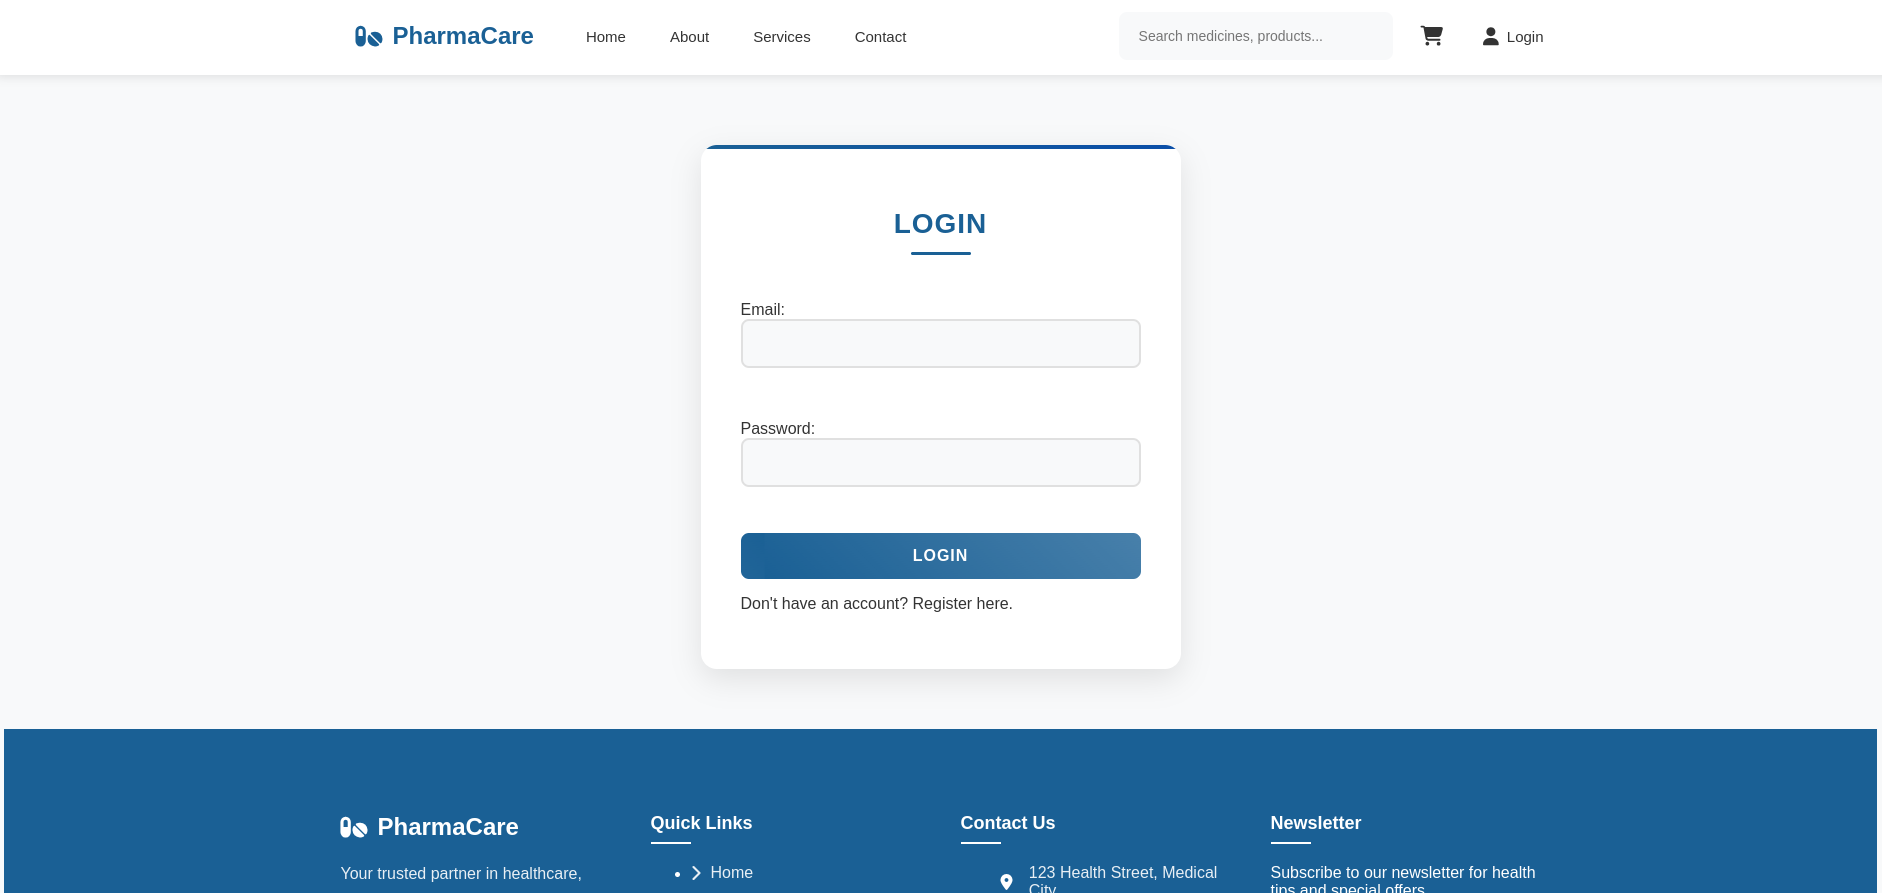 PharmaCare
Home
About
Services
Contact
Search medicines, products...
Login
LOGIN
Email:
Password:
LOGIN
Don't have an account? Register here.
PharmaCare
Your trusted partner in healthcare,
Quick Links
Home
Contact Us
123 Health Street, Medical
City
Newsletter
Subscribe to our newsletter for health
tips and special offers